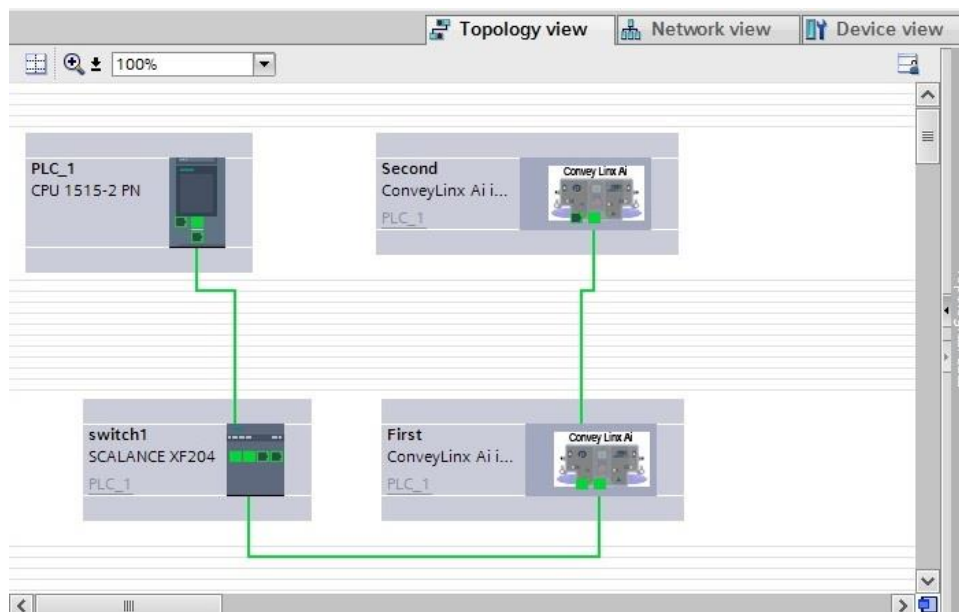 Topology view
Network view
Device view
100%
PLC_1
CPU 1515-2 PN
Second
ConveyLinx Ai i...
PLC_1
Convey Linx Ai
switch1
SCALANCE XF204
PLC_1
First
ConveyLinx Ai i...
PLC_1
Convey Linx Ai